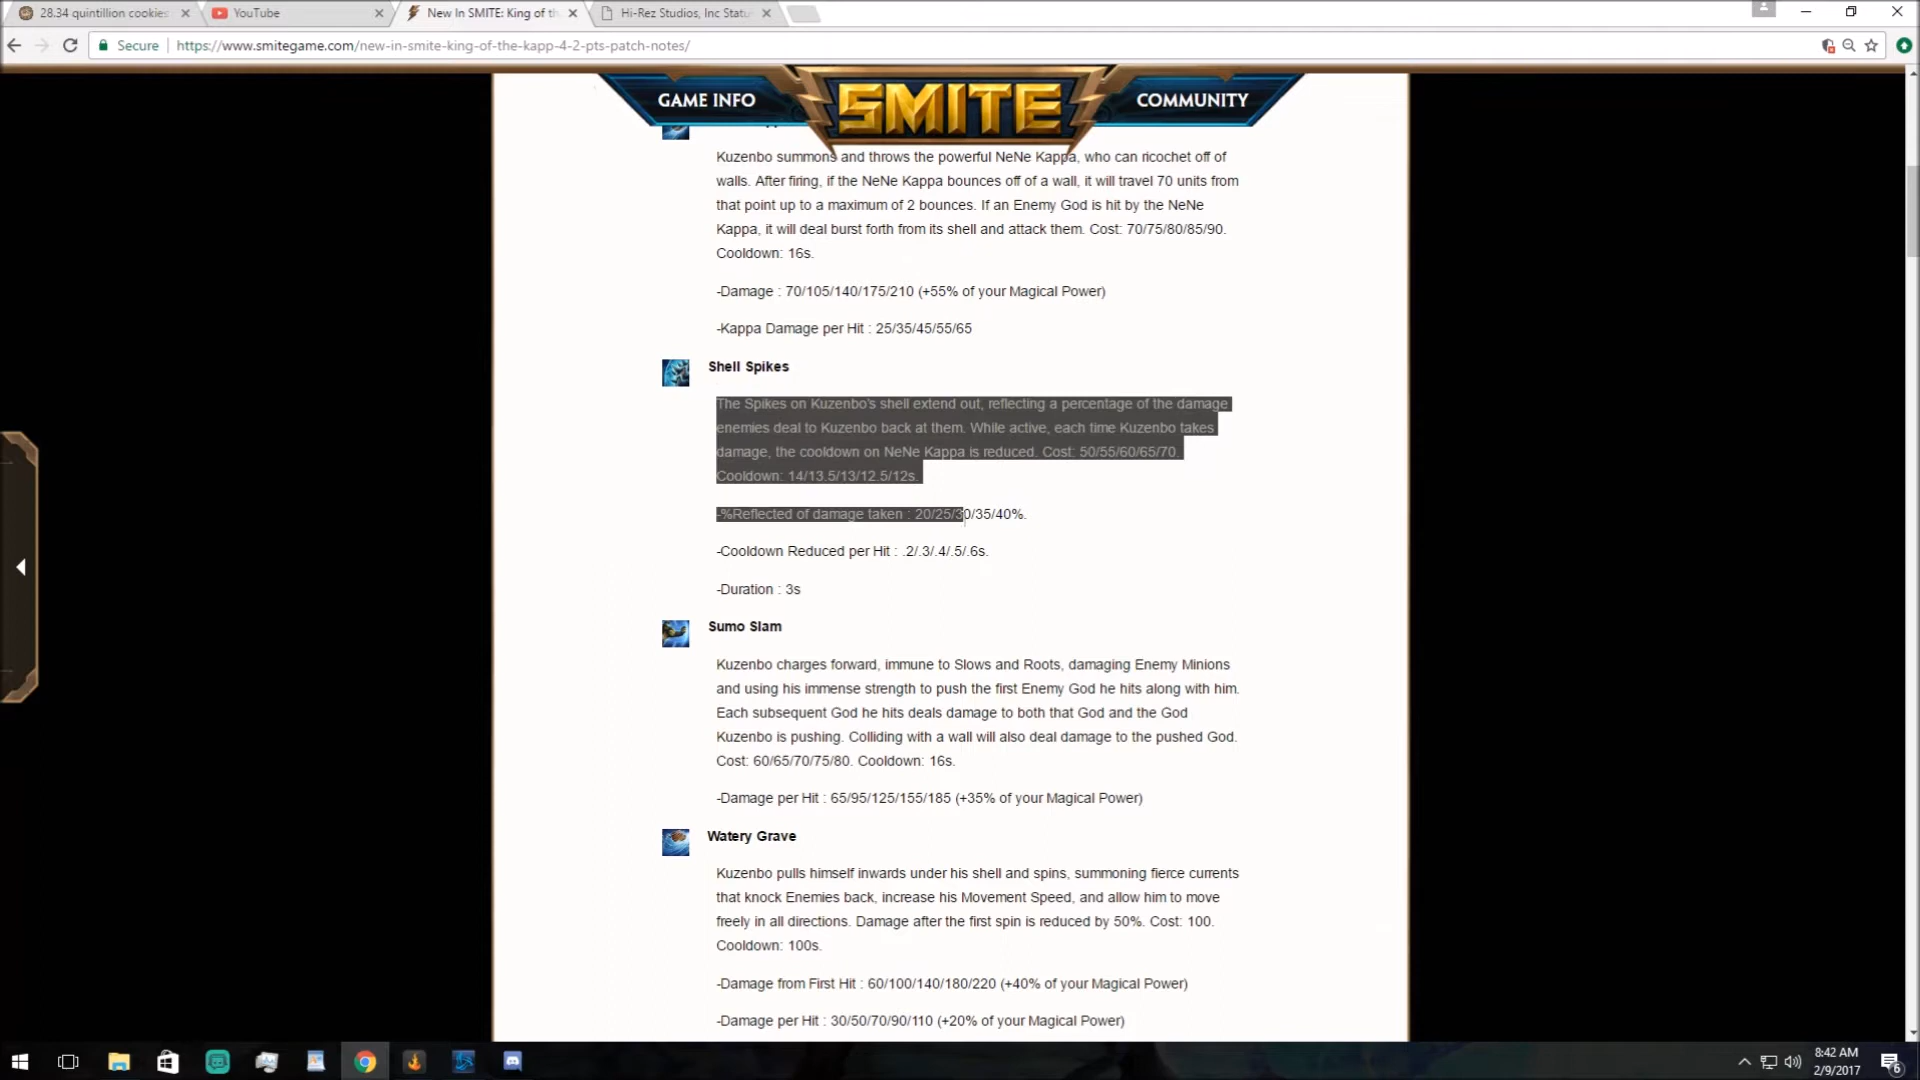 28.34 quintillion cookies
YouTube
New In SMITE: King of th
Hi-Rez Studios, Inc Statu
Secure
https://www.smitegame.com/new-in-smite-king-of-the-kapp-4-2-pts-patch-notes/
GAME INFO
SMITE
COMMUNITY
Kuzenbo summons and throws the powerful NeNe Kappa, who can ricochet off of
walls. After firing, if the NeNe Kappa bounces off of a wall, it will travel 70 units from
that point up to a maximum of 2 bounces. If an Enemy God is hit by the NeNe
Kappa, it will deal burst forth from its shell and attack them. Cost: 70/75/80/85/90.
Cooldown: 16s.
-Damage : 70/105/140/175/210 (+55% of your Magical Power)
-Kappa Damage per Hit : 25/35/45/55/65
Shell Spikes
The Spikes on Kuzenbo's shell extend out, reflecting a percentage of the damage
enemies deal to Kuzenbo back at them. While active, each time Kuzenbo takes
damage, the cooldown on NeNe Kappa is reduced. Cost: 50/55/60/65/70.
Cooldown: 14/13.5/13/12.5/12s.
-%Reflected of damage taken : 20/25/30/35/40%.
-Cooldown Reduced per Hit : .2/.3/.4/.5/.6s.
-Duration : 3s
Sumo Slam
Kuzenbo charges forward, immune to Slows and Roots, damaging Enemy Minions
and using his immense strength to push the first Enemy God he hits along with him.
Each subsequent God he hits deals damage to both that God and the God
Kuzenbo is pushing. Colliding with a wall will also deal damage to the pushed God.
Cost: 60/65/70/75/80. Cooldown: 16s.
-Damage per Hit : 65/95/125/155/185 (+35% of your Magical Power)
Watery Grave
Kuzenbo pulls himself inwards under his shell and spins, summoning fierce currents
that knock Enemies back, increase his Movement Speed, and allow him to move
freely in all directions. Damage after the first spin is reduced by 50%. Cost: 100.
Cooldown: 100s.
-Damage from First Hit : 60/100/140/180/220 (+40% of your Magical Power)
-Damage per Hit : 30/50/70/90/110 (+20% of your Magical Power)
8:42 AM
2/9/2017
6